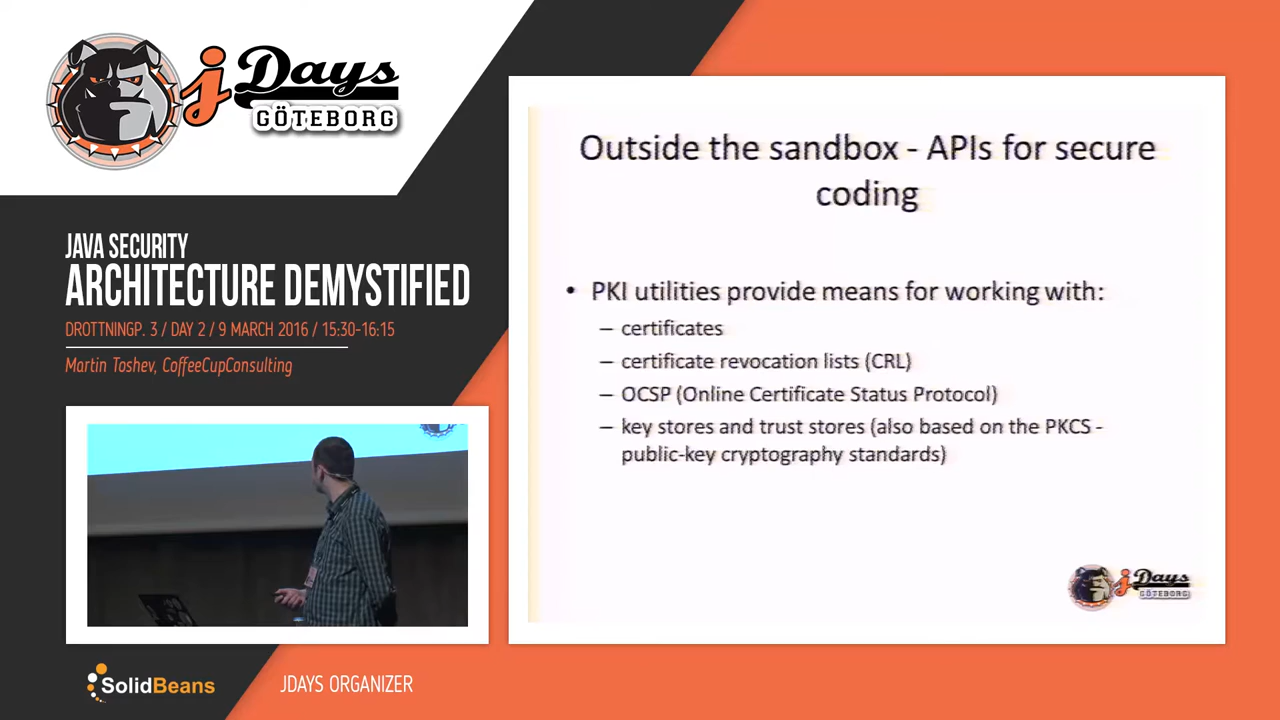 j Days
GÖTEBORG
JAVA SECURITY
ARCHITECTURE DEMYSTIFIED
DROTTNINGP. 3 / DAY 2 / 9 MARCH 2016 / 15:30-16:15
Martin Toshev, CoffeeCupConsulting
Outside the sandbox - APIs for secure
coding
• PKI utilities provide means for working with:
– certificates
– certificate revocation lists (CRL)
– OCSP (Online Certificate Status Protocol)
– key stores and trust stores (also based on the PKCS -
public-key cryptography standards)
j Days
GÖTEBORG
SolidBeans
JDAYS ORGANIZER